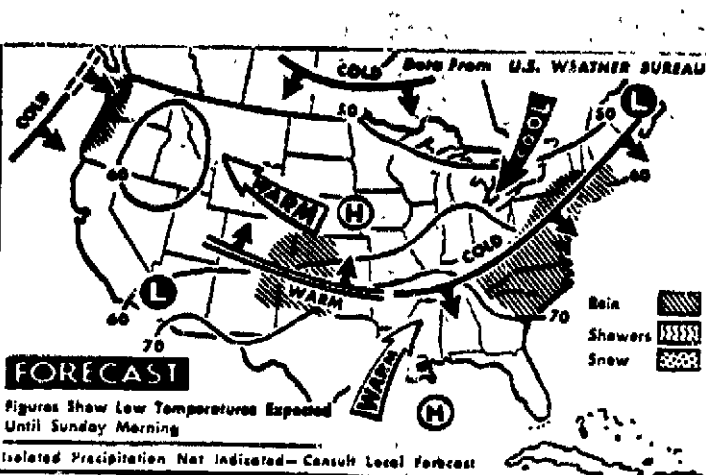 COLD
COLD
Data From U.S. WEATHER BUREAU
L
50
50
COOL
60
60
WARM
H
COLD
WARM
L
60
70
70
WARM
H
Rain
Showers
Snow
FORECAST
Figures Show Low Temperatures Expected
Until Sunday Morning
Isolated Precipitation Not Indicated—Consult Local Forecast